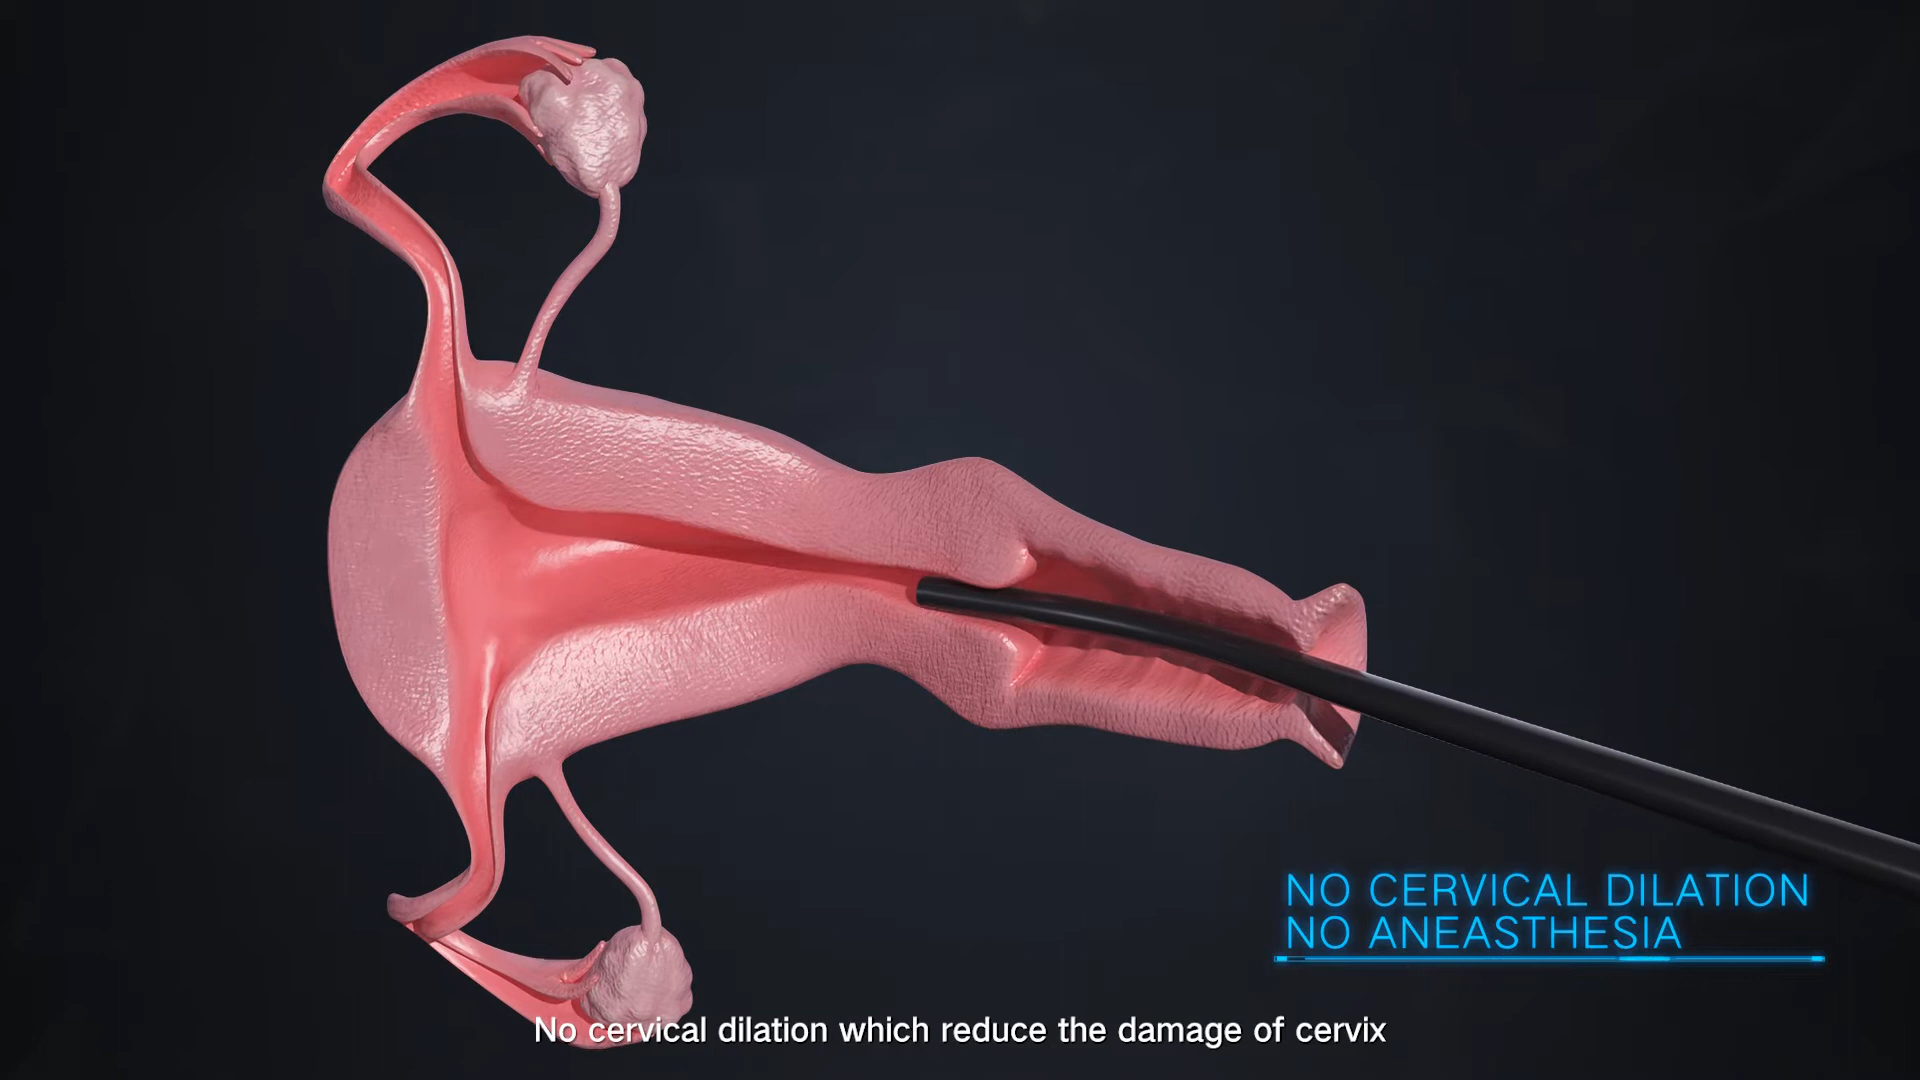 NO CERVICAL DILATION
NO ANEASTHESIA
No cervical dilation which reduce the damage of cervix